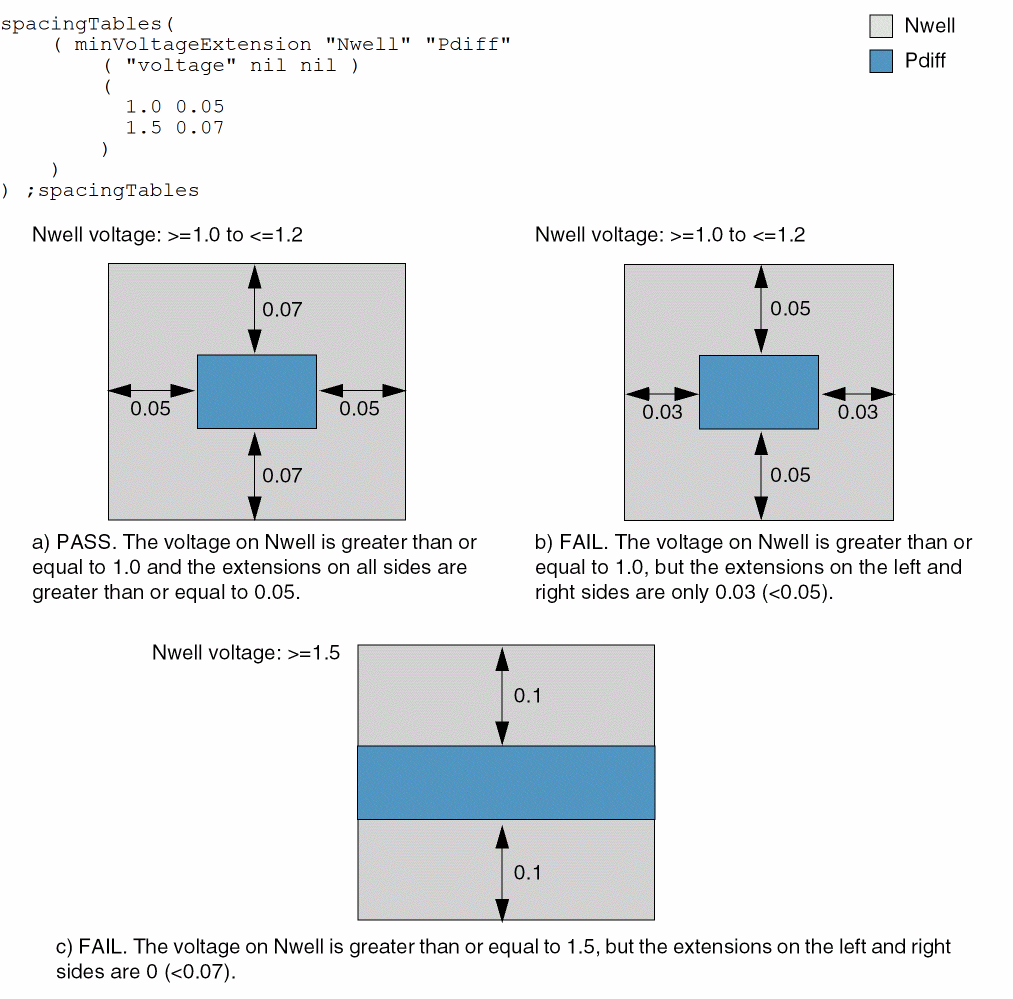 spacingTables(
( minVoltageExtension "Nwell" "Pdiff"
( "voltage" nil nil )
(
1.0 0.05
1.5 0.07
)
)
) ;spacingTables
Nwell
Pdiff
Nwell voltage: >=1.0 to <=1.2
0.07
0.05
0.05
0.07
a) PASS. The voltage on Nwell is greater than or
equal to 1.0 and the extensions on all sides are
greater than or equal to 0.05.
Nwell voltage: >=1.0 to <=1.2
0.05
0.03
0.03
0.05
b) FAIL. The voltage on Nwell is greater than or
equal to 1.0, but the extensions on the left and
right sides are only 0.03 (<0.05).
Nwell voltage: >=1.5
0.1
0.1
c) FAIL. The voltage on Nwell is greater than or equal to 1.5, but the extensions on the left and right
sides are 0 (<0.07).